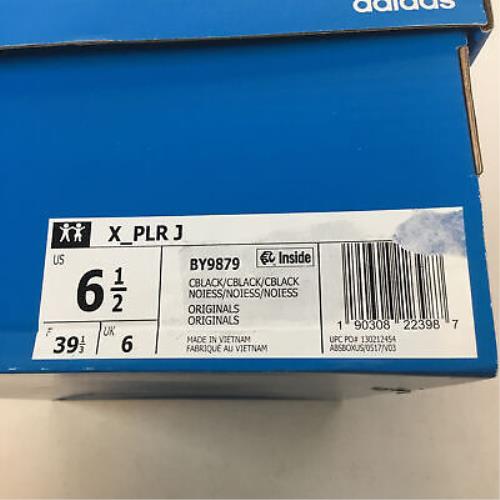 adidas
X_PLR J
US
6 1/2
F
39 1/3
UK
6
BY9879
Inside
CBLACK/CBLACK/CBLACK
NOIESS/NOIESS/NOIESS
ORIGINALS
ORIGINALS
MADE IN VIETNAM
FABRIQUÉ AU VIETNAM
1 90308 22398 7
UPC PO# 130212454
ABSBOXUS/0517/V03